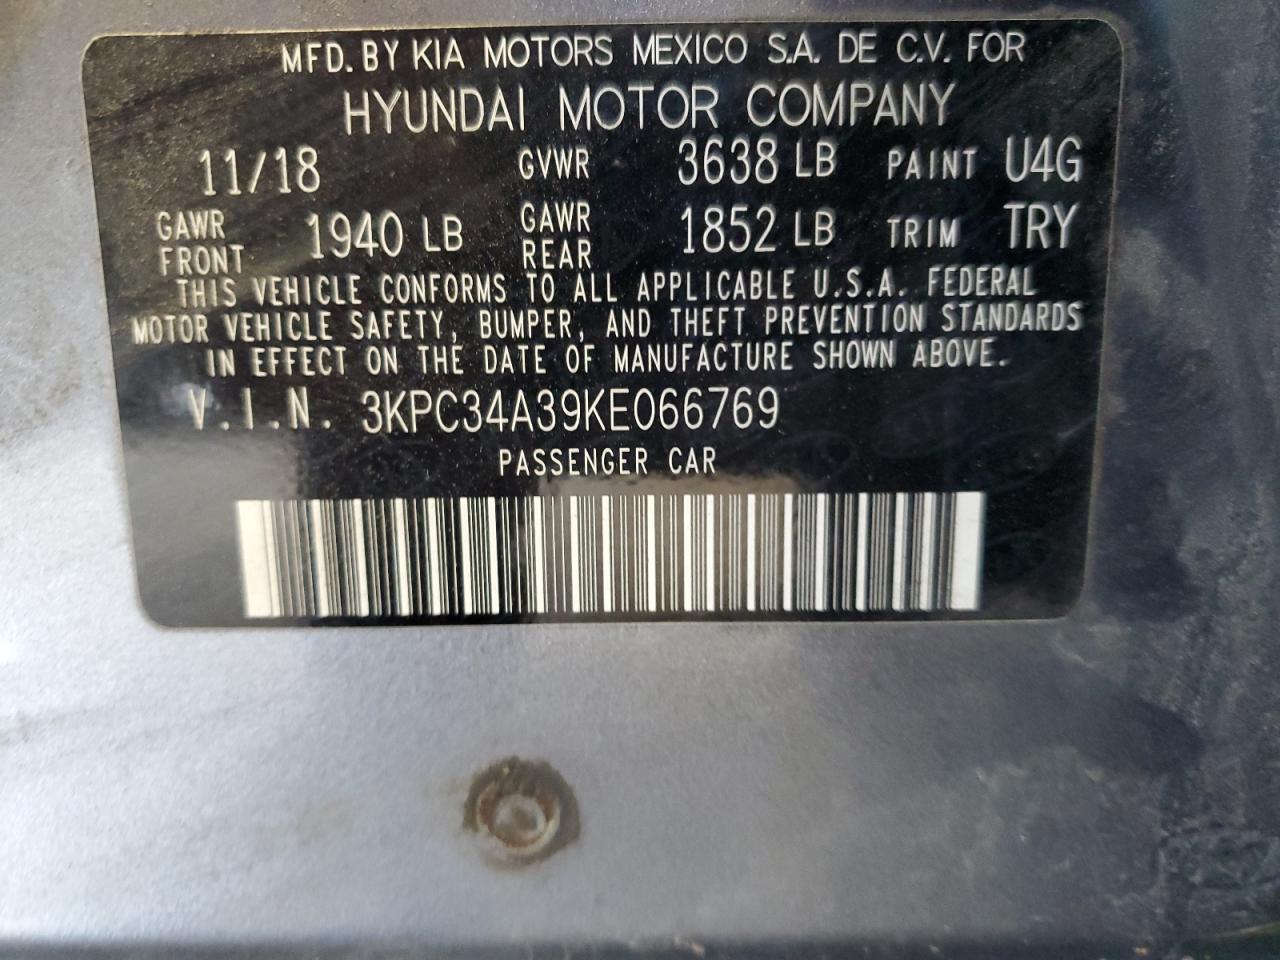 MFD. BY KIA MOTORS MEXICO S.A. DE C.V. FOR
HYUNDAI MOTOR COMPANY
11/18 GVWR 3638 LB PAINT U4G
GAWR FRONT 1940 LB GAWR REAR 1852 LB TRIM TRY
THIS VEHICLE CONFORMS TO ALL APPLICABLE U.S.A. FEDERAL
MOTOR VEHICLE SAFETY, BUMPER, AND THEFT PREVENTION STANDARDS
IN EFFECT ON THE DATE OF MANUFACTURE SHOWN ABOVE.
V.I.N. 3KPC34A39KE066769
PASSENGER CAR